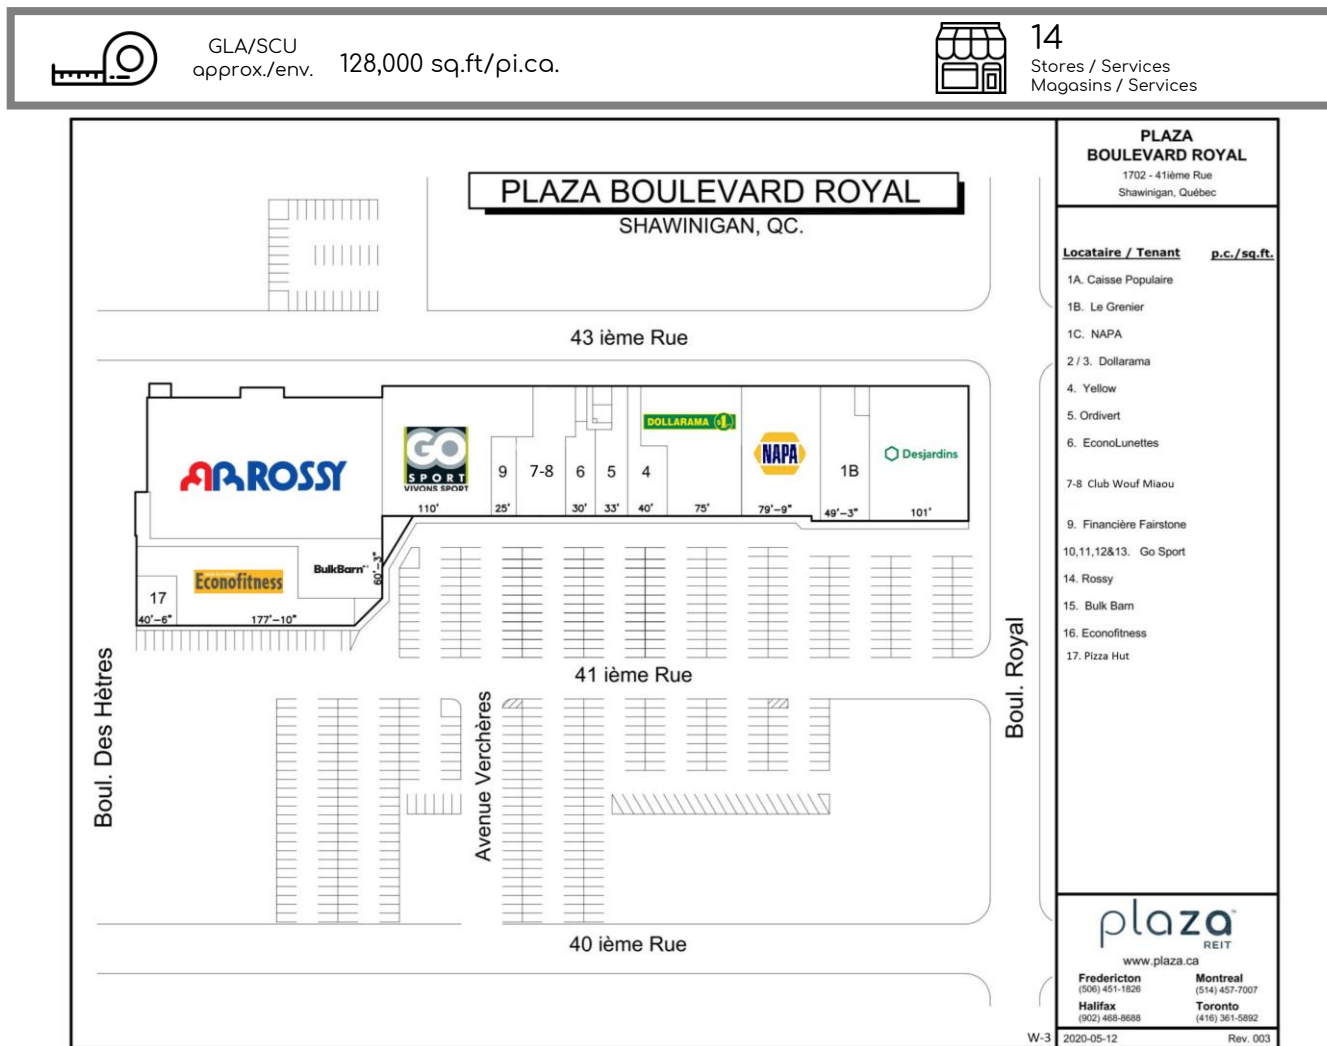 GLA/SCU
approx./env.
128,000 sq.ft/pi.ca.
14
Stores / Services
Magasins / Services
PLAZA BOULEVARD ROYAL
SHAWINIGAN, QC.
43 ième Rue
ROSSY
GO
SPORT
VIVONS SPORT
110'
9
25'
7-8
6
30'
5
33'
4
40'
DOLLARAMA
75'
NAPA
79'-9"
1B
49'-3"
Desjardins
101'
17
40'-6"
Econofitness
177'-10"
BulkBarn
60'-3"
41 ième Rue
Boul. Des Hètres
Avenue Verchères
Boul. Royal
40 ième Rue
PLAZA
BOULEVARD ROYAL
1702 - 41ième Rue
Shawinigan, Québec
Locataire / Tenant p.c./sq.ft.
1A. Caisse Populaire
1B. Le Grenier
1C. NAPA
2 / 3. Dollarama
4. Yellow
5. Ordivert
6. EconoLunettes
7-8 Club Wouf Miaou
9. Financière Fairstone
10,11,12&13. Go Sport
14. Rossy
15. Bulk Barn
16. Econofitness
17. Pizza Hut
plaza
REIT
www.plaza.ca
Fredericton Montreal
(506) 451-1826 (514) 457-7007
Halifax Toronto
(902) 468-8688 (416) 361-5892
W-3 2020-05-12 Rev. 003